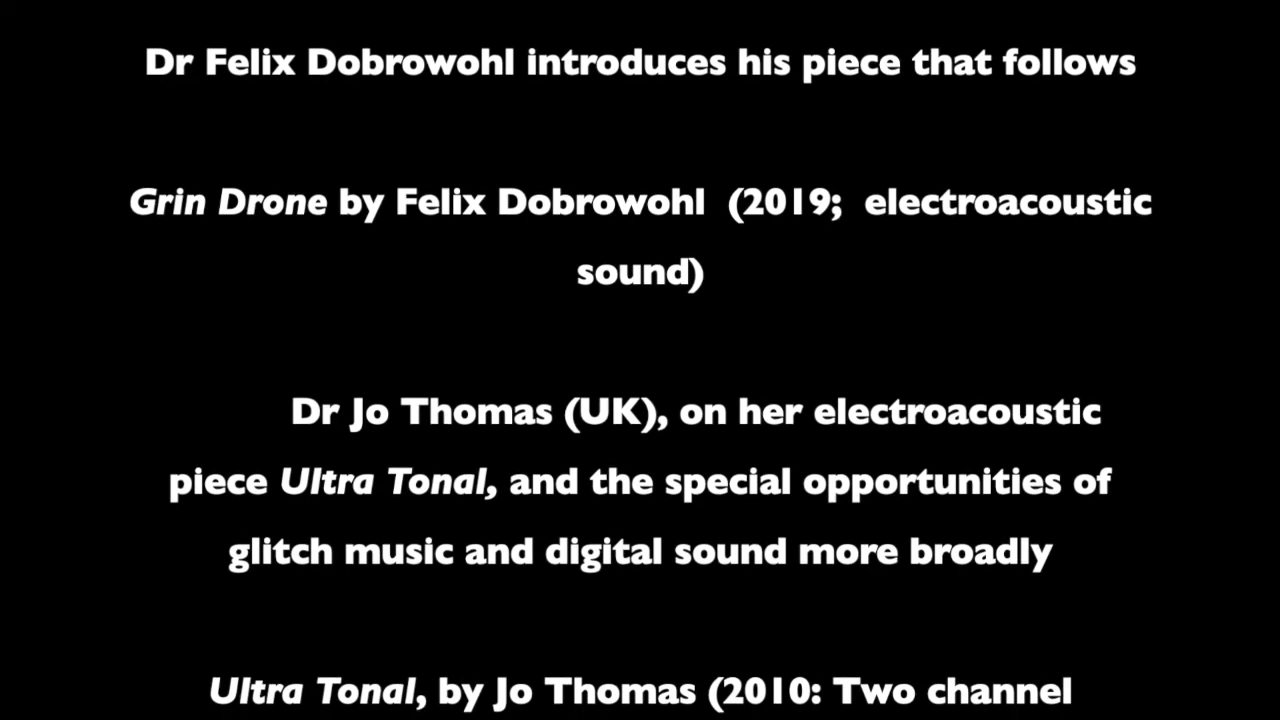 Dr Felix Dobrowohl introduces his piece that follows
Grin Drone by Felix Dobrowohl (2019; electroacoustic
sound)
Dr Jo Thomas (UK), on her electroacoustic
piece Ultra Tonal, and the special opportunities of
glitch music and digital sound more broadly
Ultra Tonal, by Jo Thomas (2010: Two channel